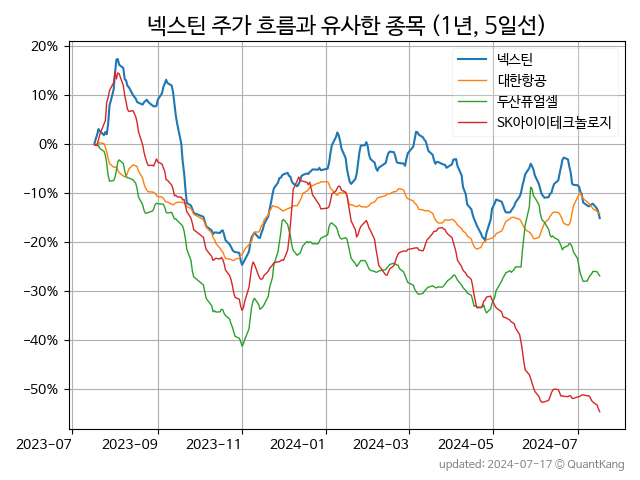 넥스틴 주가 흐름과 유사한 종목 (1년, 5일선)
20%
10%
0%
−10%
−20%
−30%
−40%
−50%
넥스틴
대한항공
두산퓨얼셀
SK아이이테크놀로지
2023-07
2023-09
2023-11
2024-01
2024-03
2024-05
2024-07
updated: 2024-07-17 © QuantKang